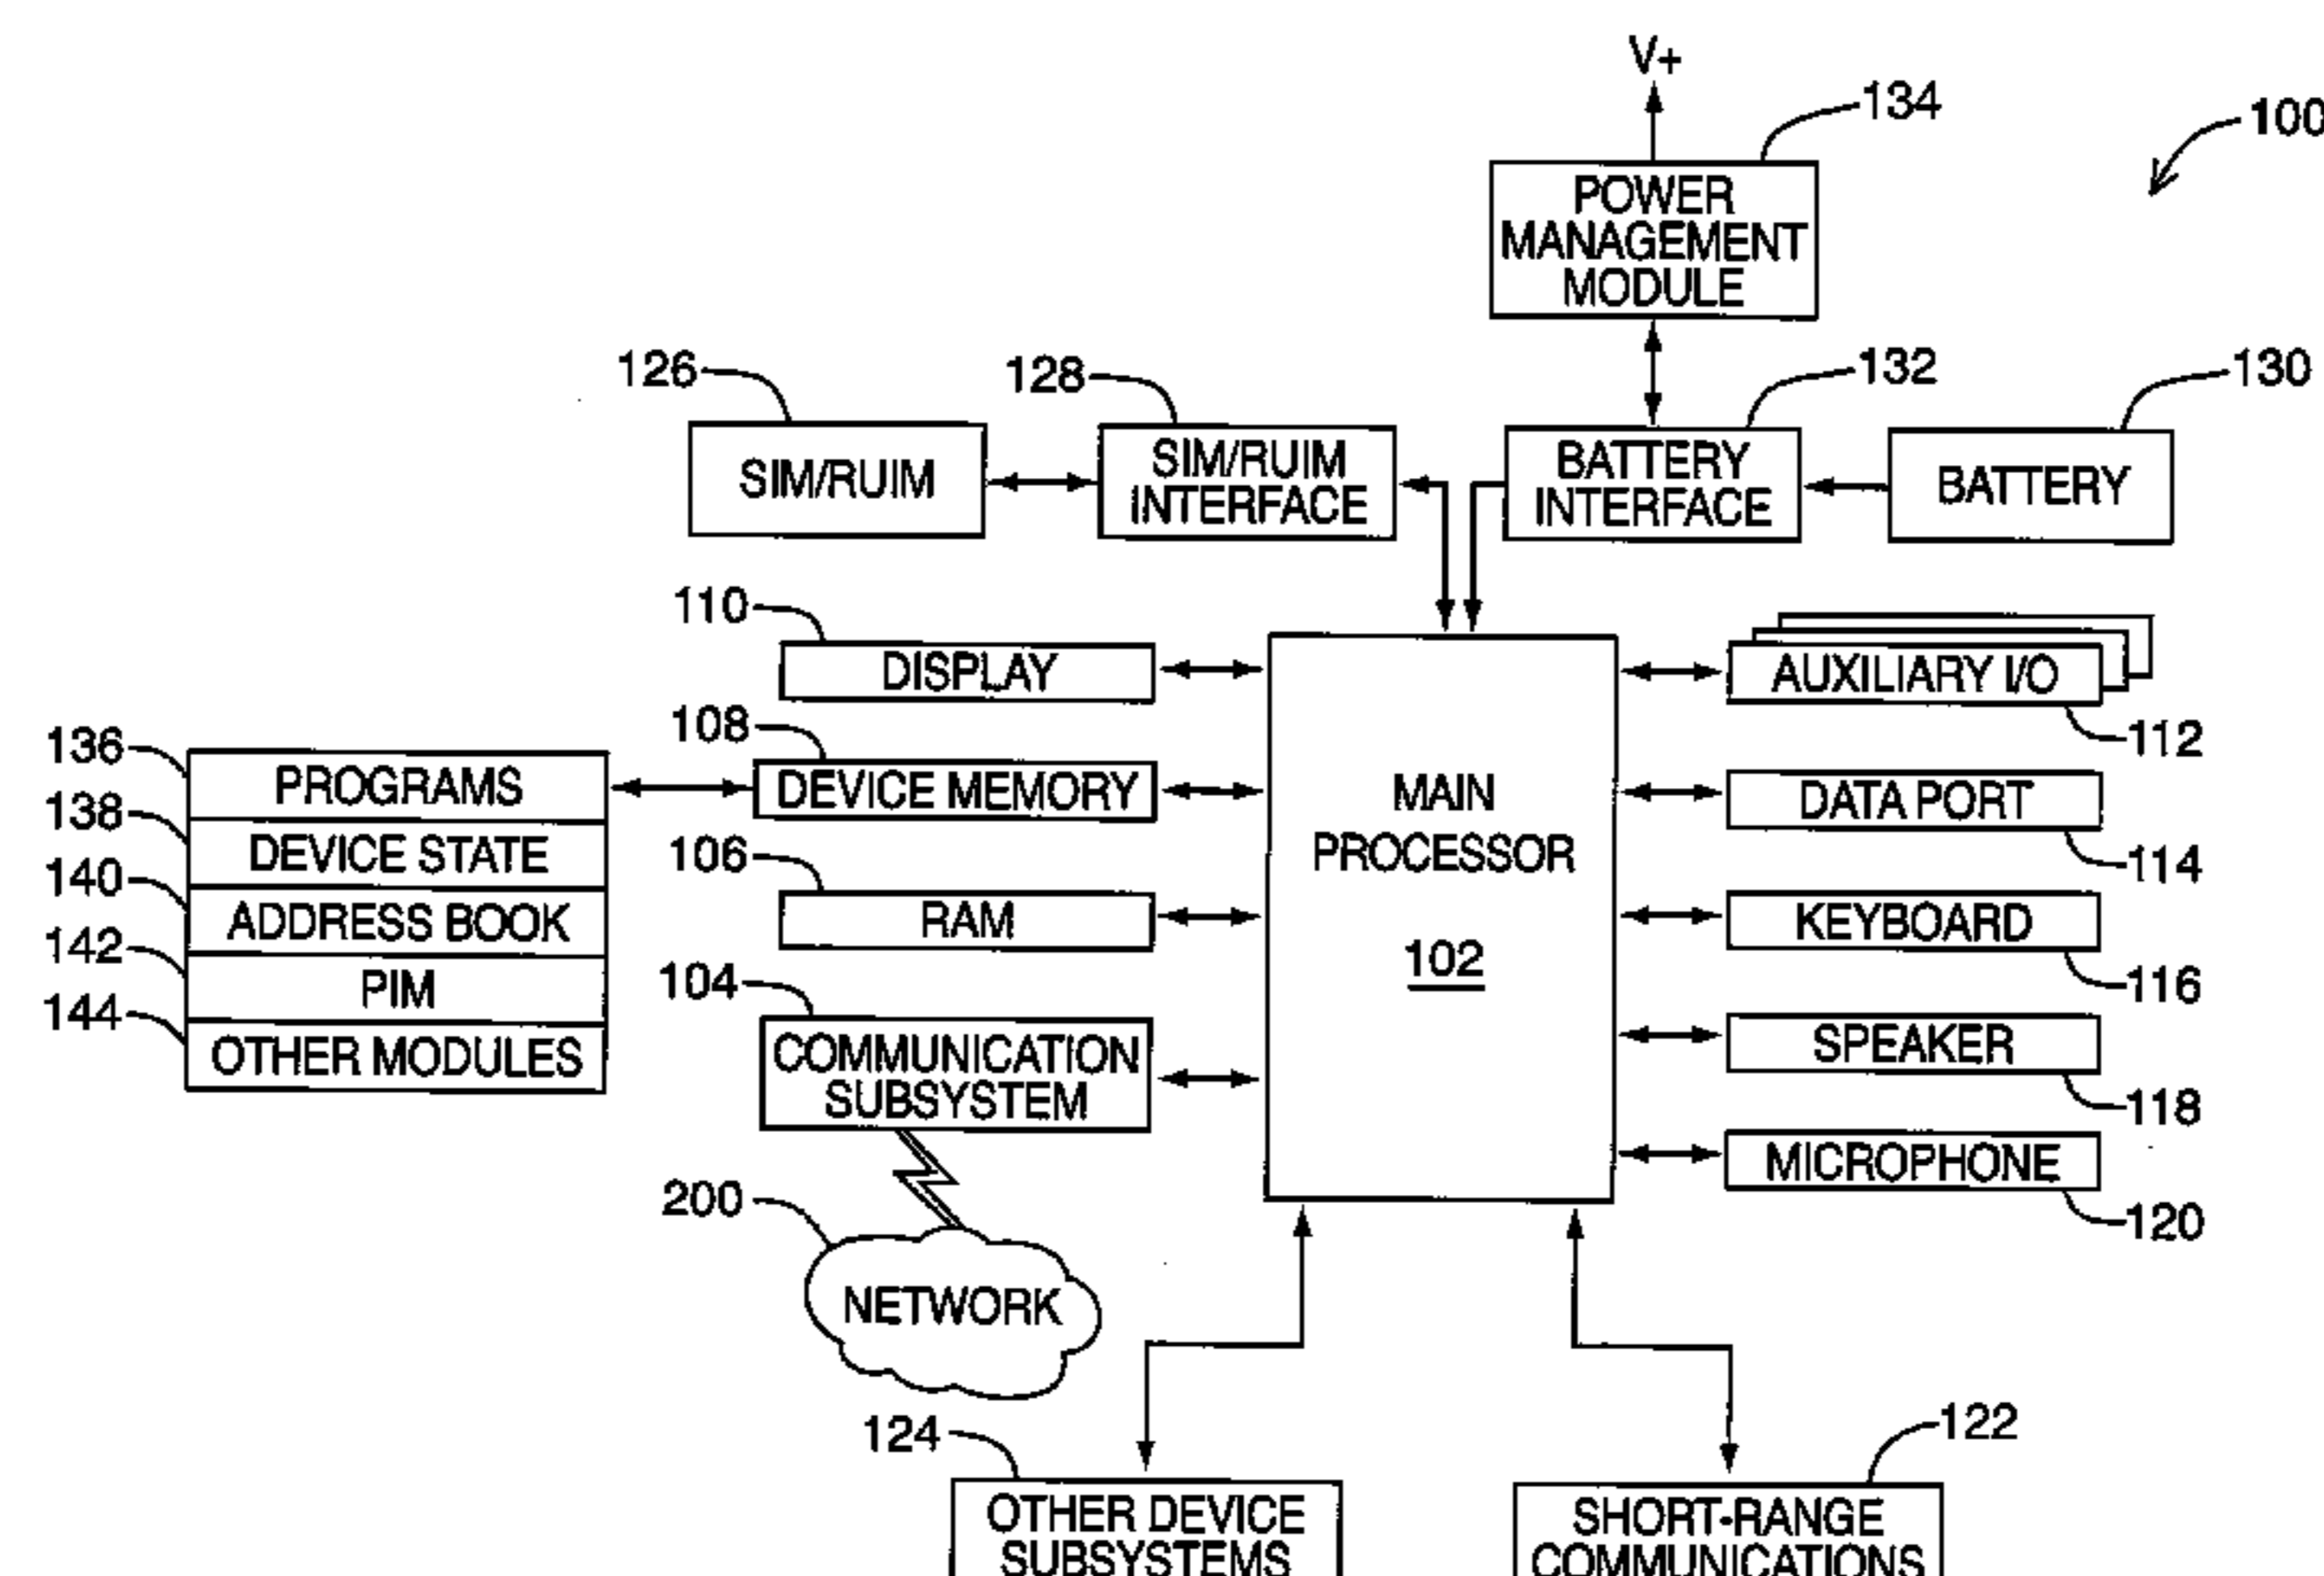 V+
134
100
POWER
MANAGEMENT
MODULE
126
128
132
130
SIM/RUIM
SIM/RUIM
INTERFACE
BATTERY
INTERFACE
BATTERY
110
DISPLAY
AUXILIARY I/O
112
108
136
PROGRAMS
DEVICE MEMORY
MAIN
PROCESSOR
102
DATA PORT
114
138
DEVICE STATE
106
140
ADDRESS BOOK
RAM
KEYBOARD
116
142
PIM
104
144
OTHER MODULES
COMMUNICATION
SUBSYSTEM
SPEAKER
118
MICROPHONE
120
200
NETWORK
124
122
OTHER DEVICE
SUBSYSTEMS
SHORT-RANGE
COMMUNICATIONS